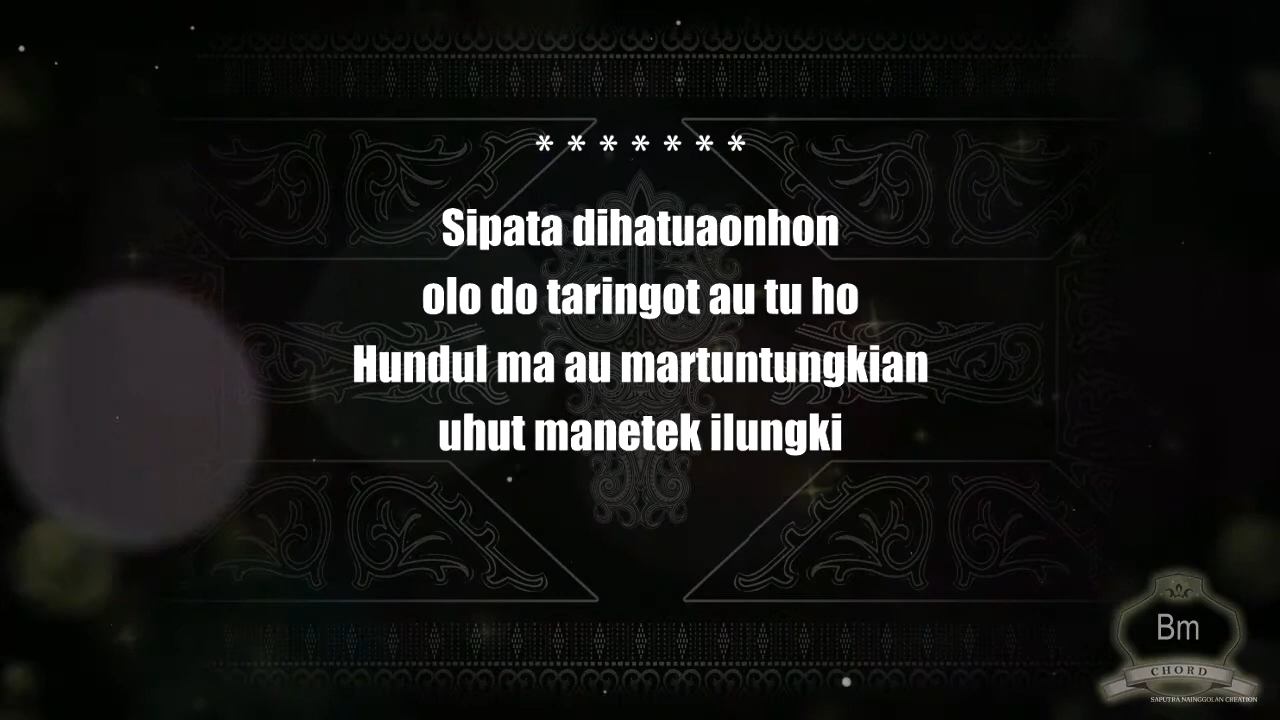 * * * * * * *
Sipata dihatuaonhon
olo do taringot au tu ho
Hundul ma au martuntungkian
uhut manetek ilungki
Bm
CHORD
SAPUTRA NAINGGOLAN CREATION